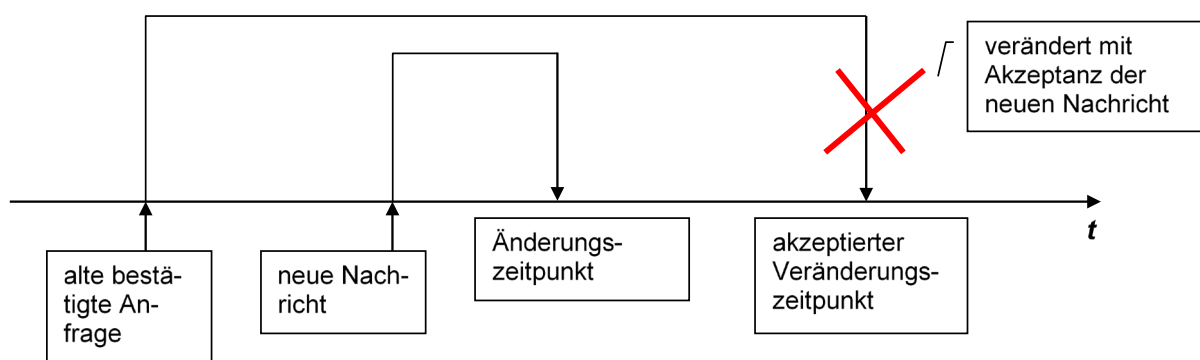 verändert mit
Akzeptanz der
neuen Nachricht
t
alte bestä-
tigte An-
frage
neue Nach-
richt
Änderungs-
zeitpunkt
akzeptierter
Veränderungs-
zeitpunkt